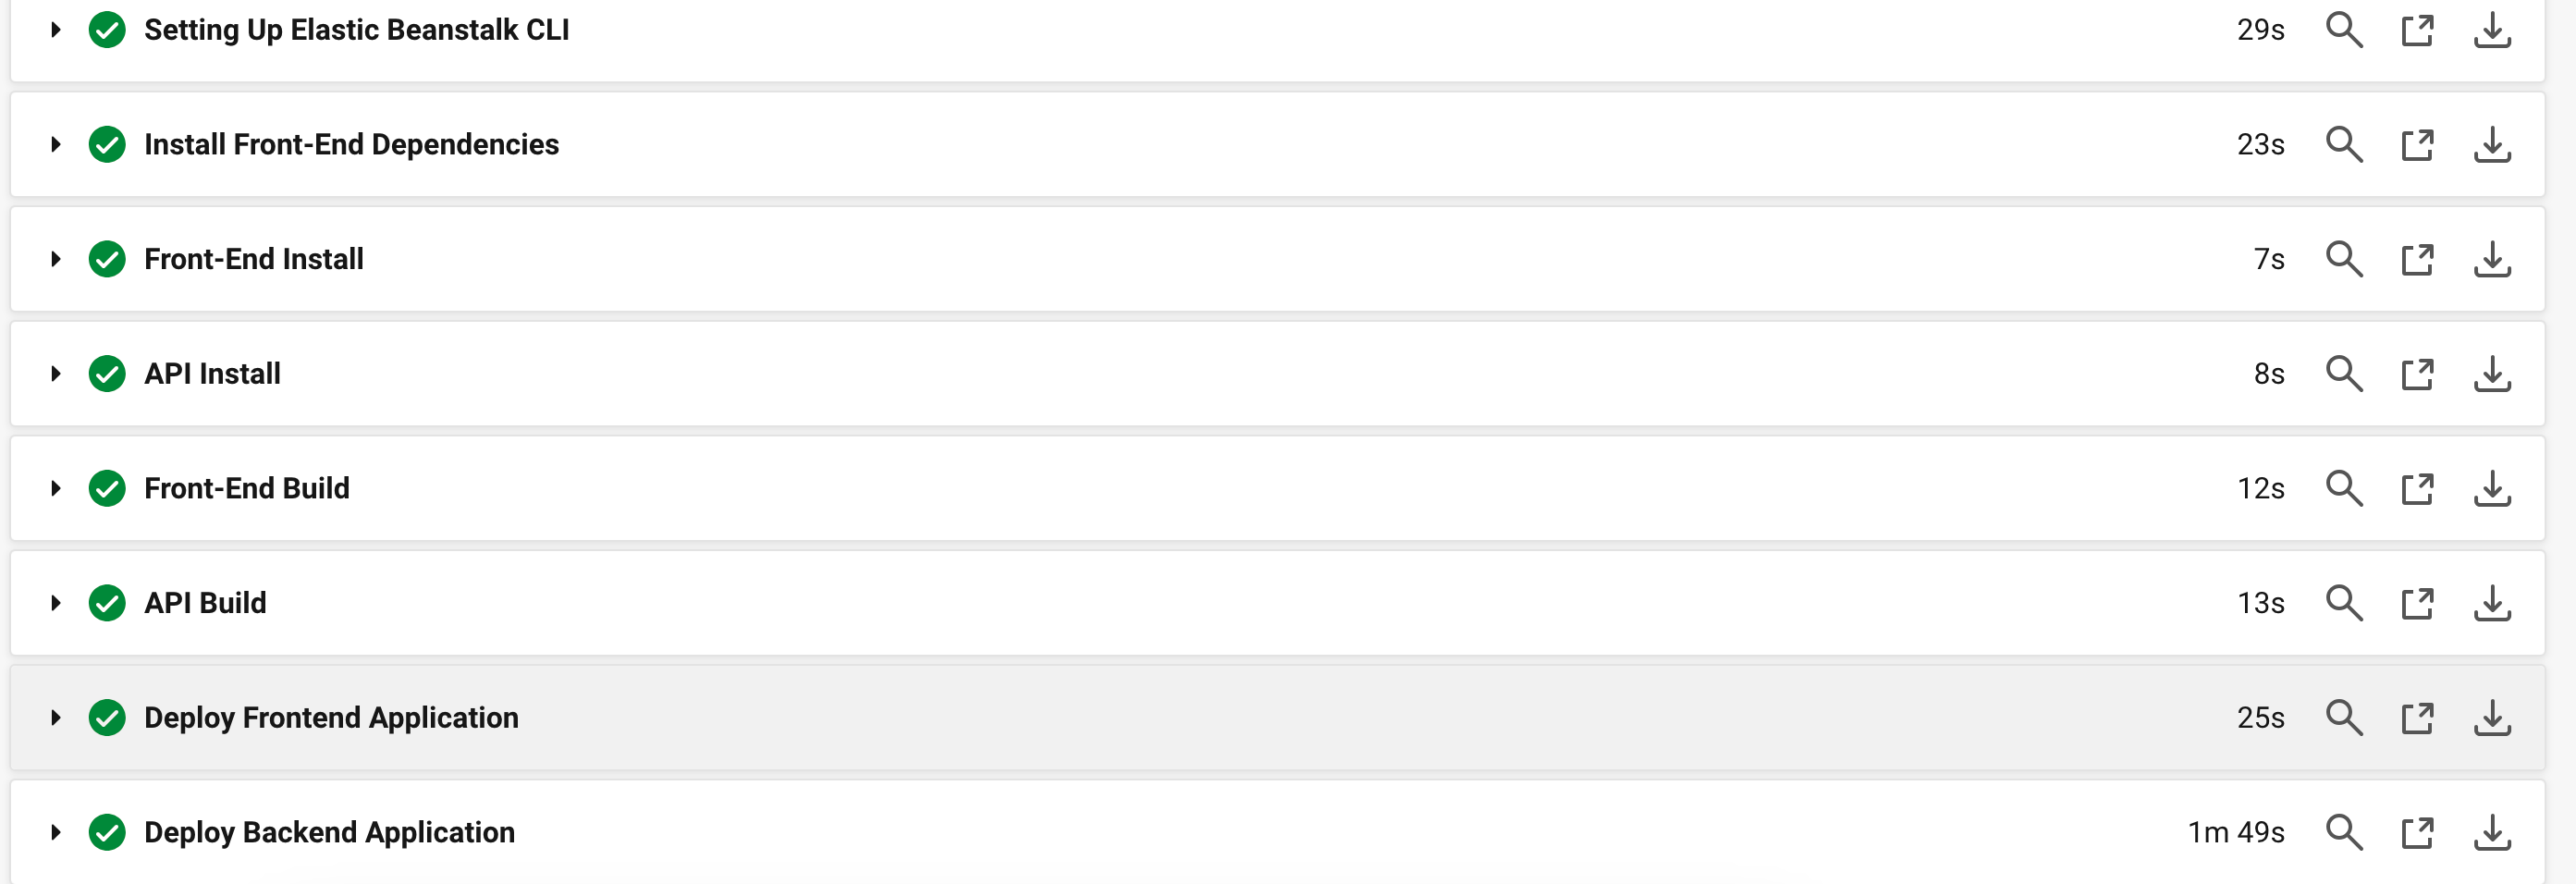 Setting Up Elastic Beanstalk CLI 29s
Install Front-End Dependencies 23s
Front-End Install 7s
API Install 8s
Front-End Build 12s
API Build 13s
Deploy Frontend Application 25s
Deploy Backend Application 1m 49s